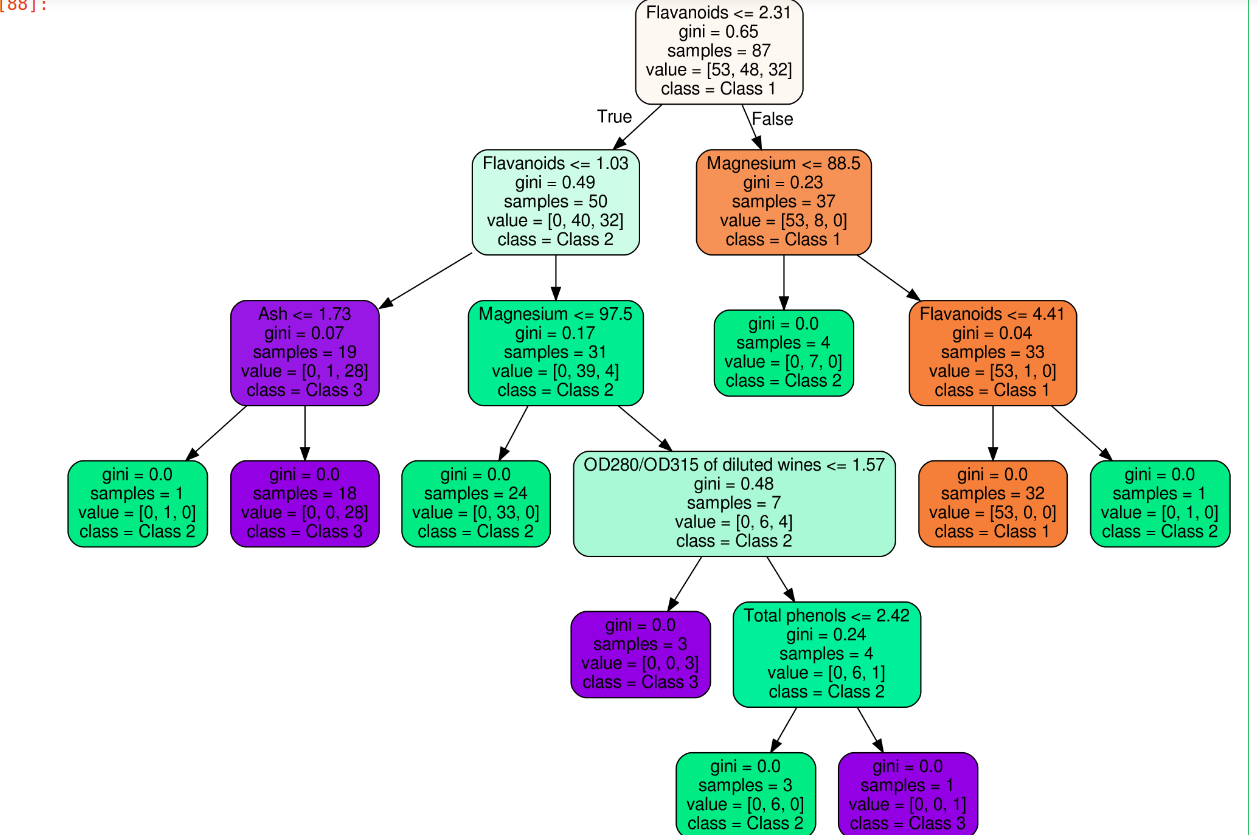 [88]:
Flavanoids <= 2.31
gini = 0.65
samples = 87
value = [53, 48, 32]
class = Class 1
True
False
Flavanoids <= 1.03
gini = 0.49
samples = 50
value = [0, 40, 32]
class = Class 2
Magnesium <= 88.5
gini = 0.23
samples = 37
value = [53, 8, 0]
class = Class 1
Ash <= 1.73
gini = 0.07
samples = 19
value = [0, 1, 28]
class = Class 3
Magnesium <= 97.5
gini = 0.17
samples = 31
value = [0, 39, 4]
class = Class 2
gini = 0.0
samples = 4
value = [0, 7, 0]
class = Class 2
Flavanoids <= 4.41
gini = 0.04
samples = 33
value = [53, 1, 0]
class = Class 1
gini = 0.0
samples = 1
value = [0, 1, 0]
class = Class 2
gini = 0.0
samples = 18
value = [0, 0, 28]
class = Class 3
gini = 0.0
samples = 24
value = [0, 33, 0]
class = Class 2
OD280/OD315 of diluted wines <= 1.57
gini = 0.48
samples = 7
value = [0, 6, 4]
class = Class 2
gini = 0.0
samples = 32
value = [53, 0, 0]
class = Class 1
gini = 0.0
samples = 1
value = [0, 1, 0]
class = Class 2
gini = 0.0
samples = 3
value = [0, 0, 3]
class = Class 3
Total phenols <= 2.42
gini = 0.24
samples = 4
value = [0, 6, 1]
class = Class 2
gini = 0.0
samples = 3
value = [0, 6, 0]
class = Class 2
gini = 0.0
samples = 1
value = [0, 0, 1]
class = Class 3